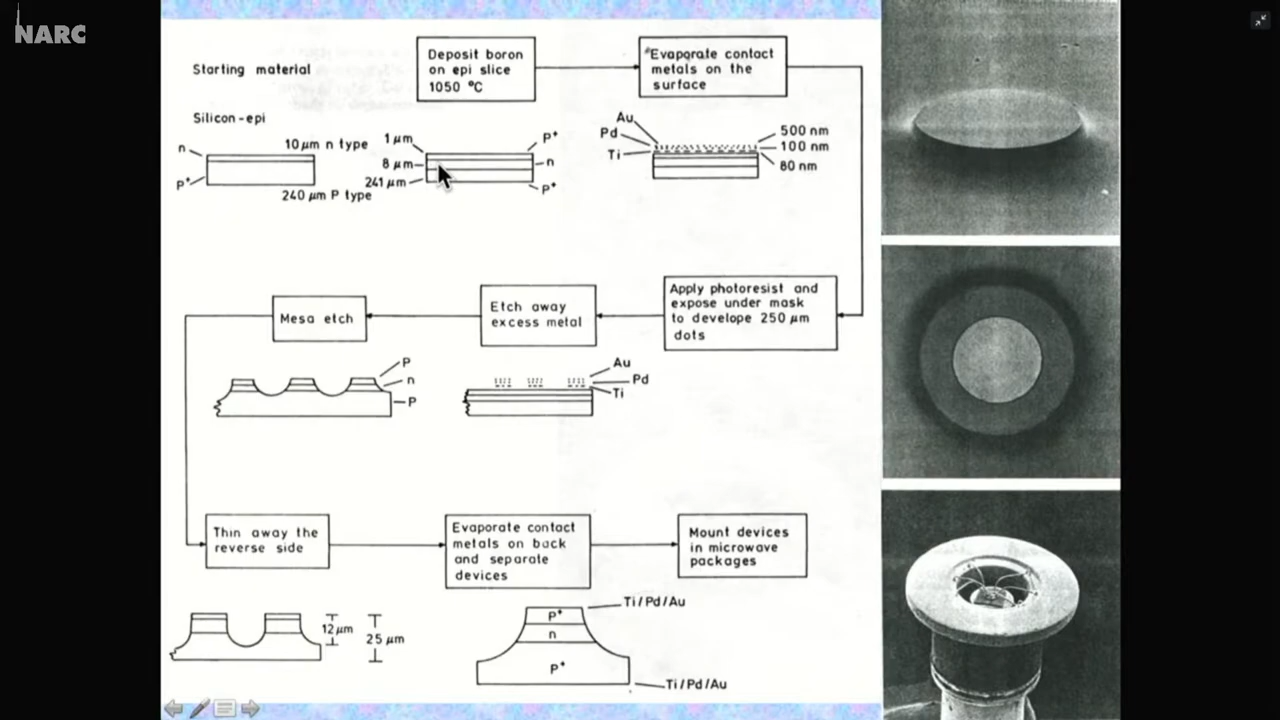 NARC
Starting material
Deposit boron
on epi slice
1050 °C
*Evaporate contact
metals on the
surface
Silicon-epi
n
10 μm n type
P⁺
240 μm P type
1 μm
8 μm
241 μm
P⁺
n
P⁺
Au
Pd
Ti
500 nm
100 nm
80 nm
Mesa etch
Etch away
excess metal
Apply photoresist and
expose under mask
to develope 250 μm
dots
P
n
P
Au
Pd
Ti
Thin away the
reverse side
Evaporate contact
metals on back
and separate
devices
Mount devices
in microwave
packages
12 μm
25 μm
P⁺
n
P⁺
Ti/Pd/Au
Ti/Pd/Au